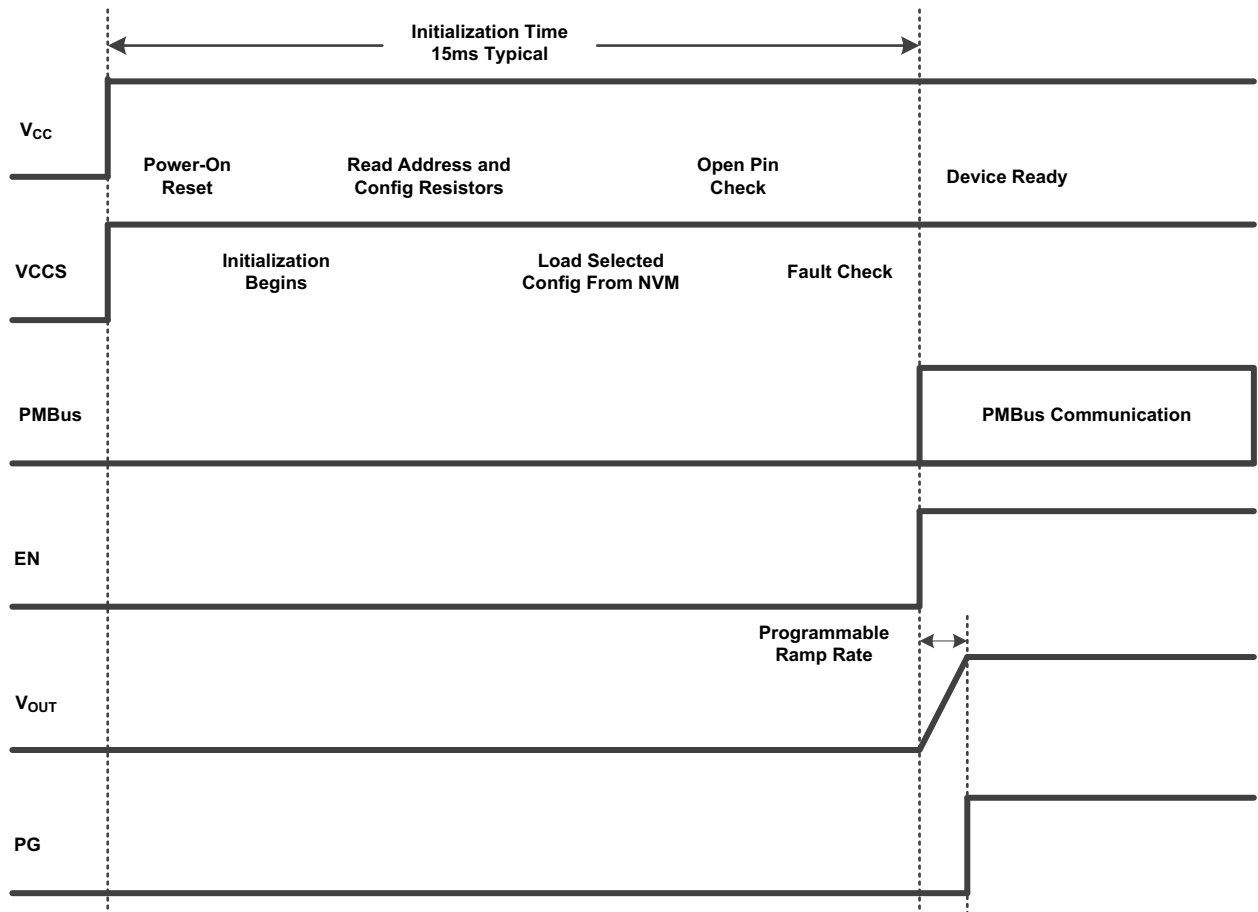 Initialization Time
15ms Typical
VCC
Power-On
Reset
Read Address and
Config Resistors
Open Pin
Check
Device Ready
VCCS
Initialization
Begins
Load Selected
Config From NVM
Fault Check
PMBus
PMBus Communication
EN
Programmable
Ramp Rate
VOUT
PG